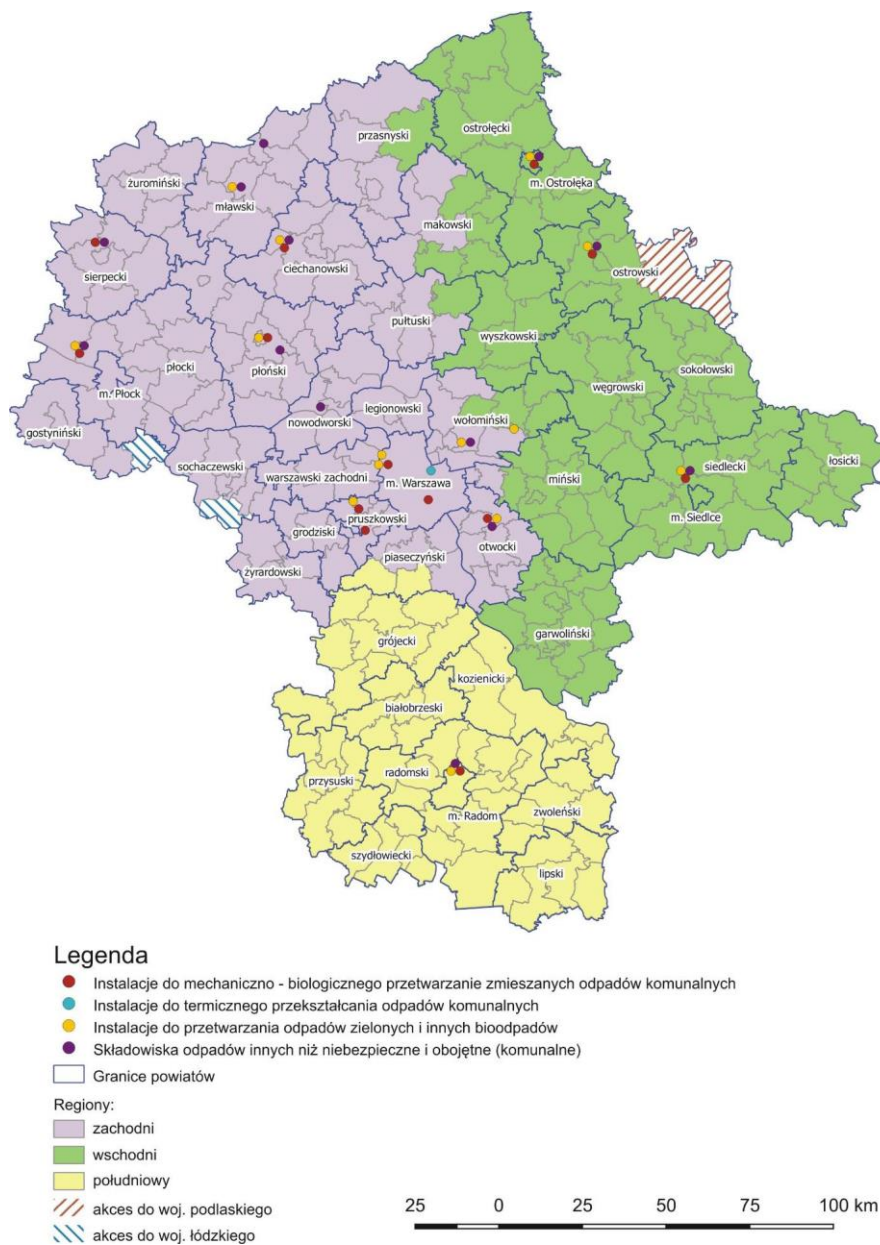 ostrołęcki
przasnyski
m. Ostrołęka
żuromiński
mławski
makowski
sierpecki
ciechanowski
ostrowski
pułtuski
wyszkowski
płocki
płoński
węgrowski
sokołowski
m. Płock
nowodworski
legionowski
wołomiński
gostyniński
sochaczewski
siedlecki
łosicki
warszawski zachodni
m. Warszawa
miński
m. Siedlce
pruszkowski
grodziski
otwocki
piaseczyński
żyrardowski
garwoliński
grójecki
kozienicki
białobrzeski
przysuski
radomski
m. Radom
zwoleński
szydłowiecki
lipski
Legenda
Instalacje do mechaniczno - biologicznego przetwarzanie zmieszanych odpadów komunalnych
Instalacje do termicznego przekształcania odpadów komunalnych
Instalacje do przetwarzania odpadów zielonych i innych bioodpadów
Składowiska odpadów innych niż niebezpieczne i obojętne (komunalne)
Granice powiatów
Regiony:
zachodni
wschodni
południowy
akces do woj. podlaskiego
akces do woj. łódzkiego
25 0 25 50 75 100 km